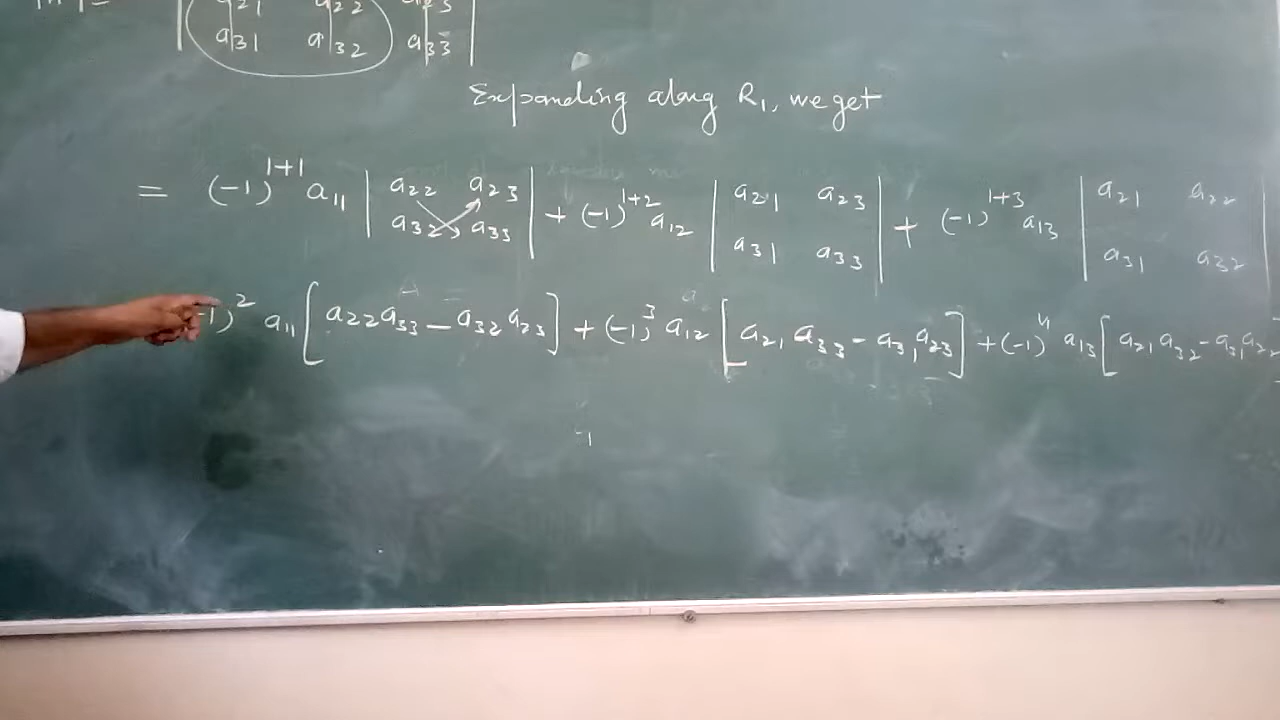 a21 a22
a31 a32 a33
Expanding along R1, we get
= (-1)^1+1 a11 | a22 a23 | + (-1)^1+2 a12 | a21 a23 | + (-1)^1+3 a13 | a21 a22
a32 a33 | a31 a33 | a31 a32
-1)^2 a11 [a22 a33 - a32 a23] + (-1)^3 a12 [a21 a33 - a31 a23] + (-1)^4 a13 [a21 a32 - a31 a22
-1